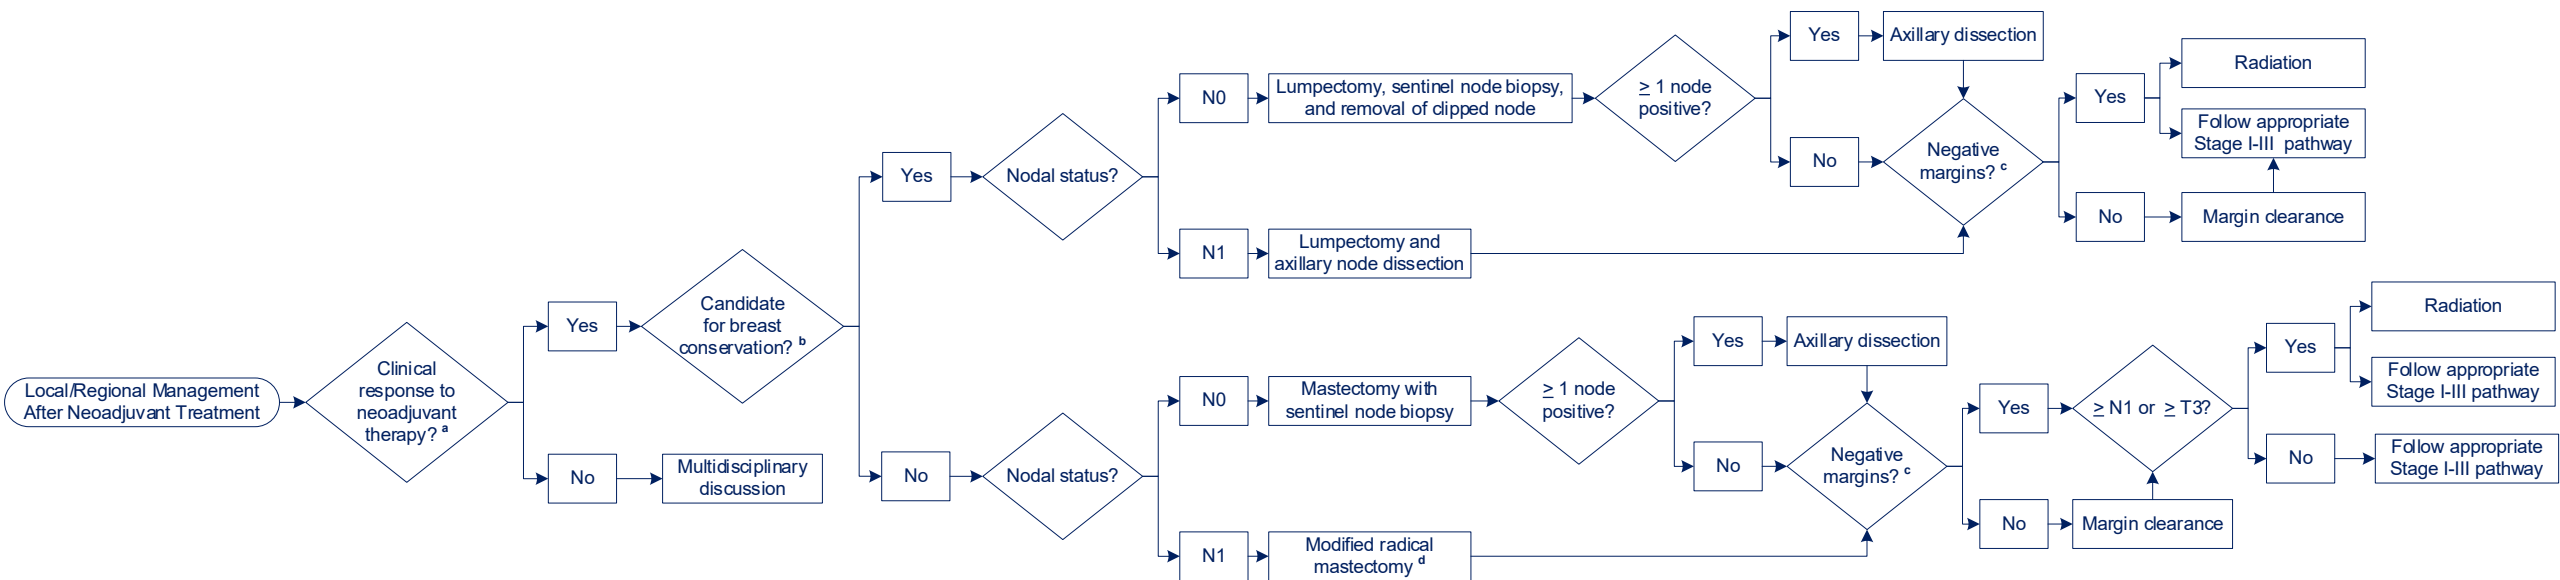 Local/Regional Management
After Neoadjuvant Treatment
Clinical
response to
neoadjuvant
therapy? a
Yes
No
Multidisciplinary
discussion
Candidate
for breast
conservation? b
Yes
Nodal status?
N0
Lumpectomy, sentinel node biopsy,
and removal of clipped node
≥ 1 node
positive?
Yes
Axillary dissection
No
N1
Lumpectomy and
axillary node dissection
Negative
margins? c
Yes
Radiation
Follow appropriate
Stage I-III pathway
No
Margin clearance
No
Nodal status?
N0
Mastectomy with
sentinel node biopsy
≥ 1 node
positive?
Yes
Axillary dissection
No
N1
Modified radical
mastectomy d
Negative
margins? c
Yes
No
Margin clearance
≥ N1 or ≥ T3?
Yes
Radiation
Follow appropriate
Stage I-III pathway
No
Follow appropriate
Stage I-III pathway